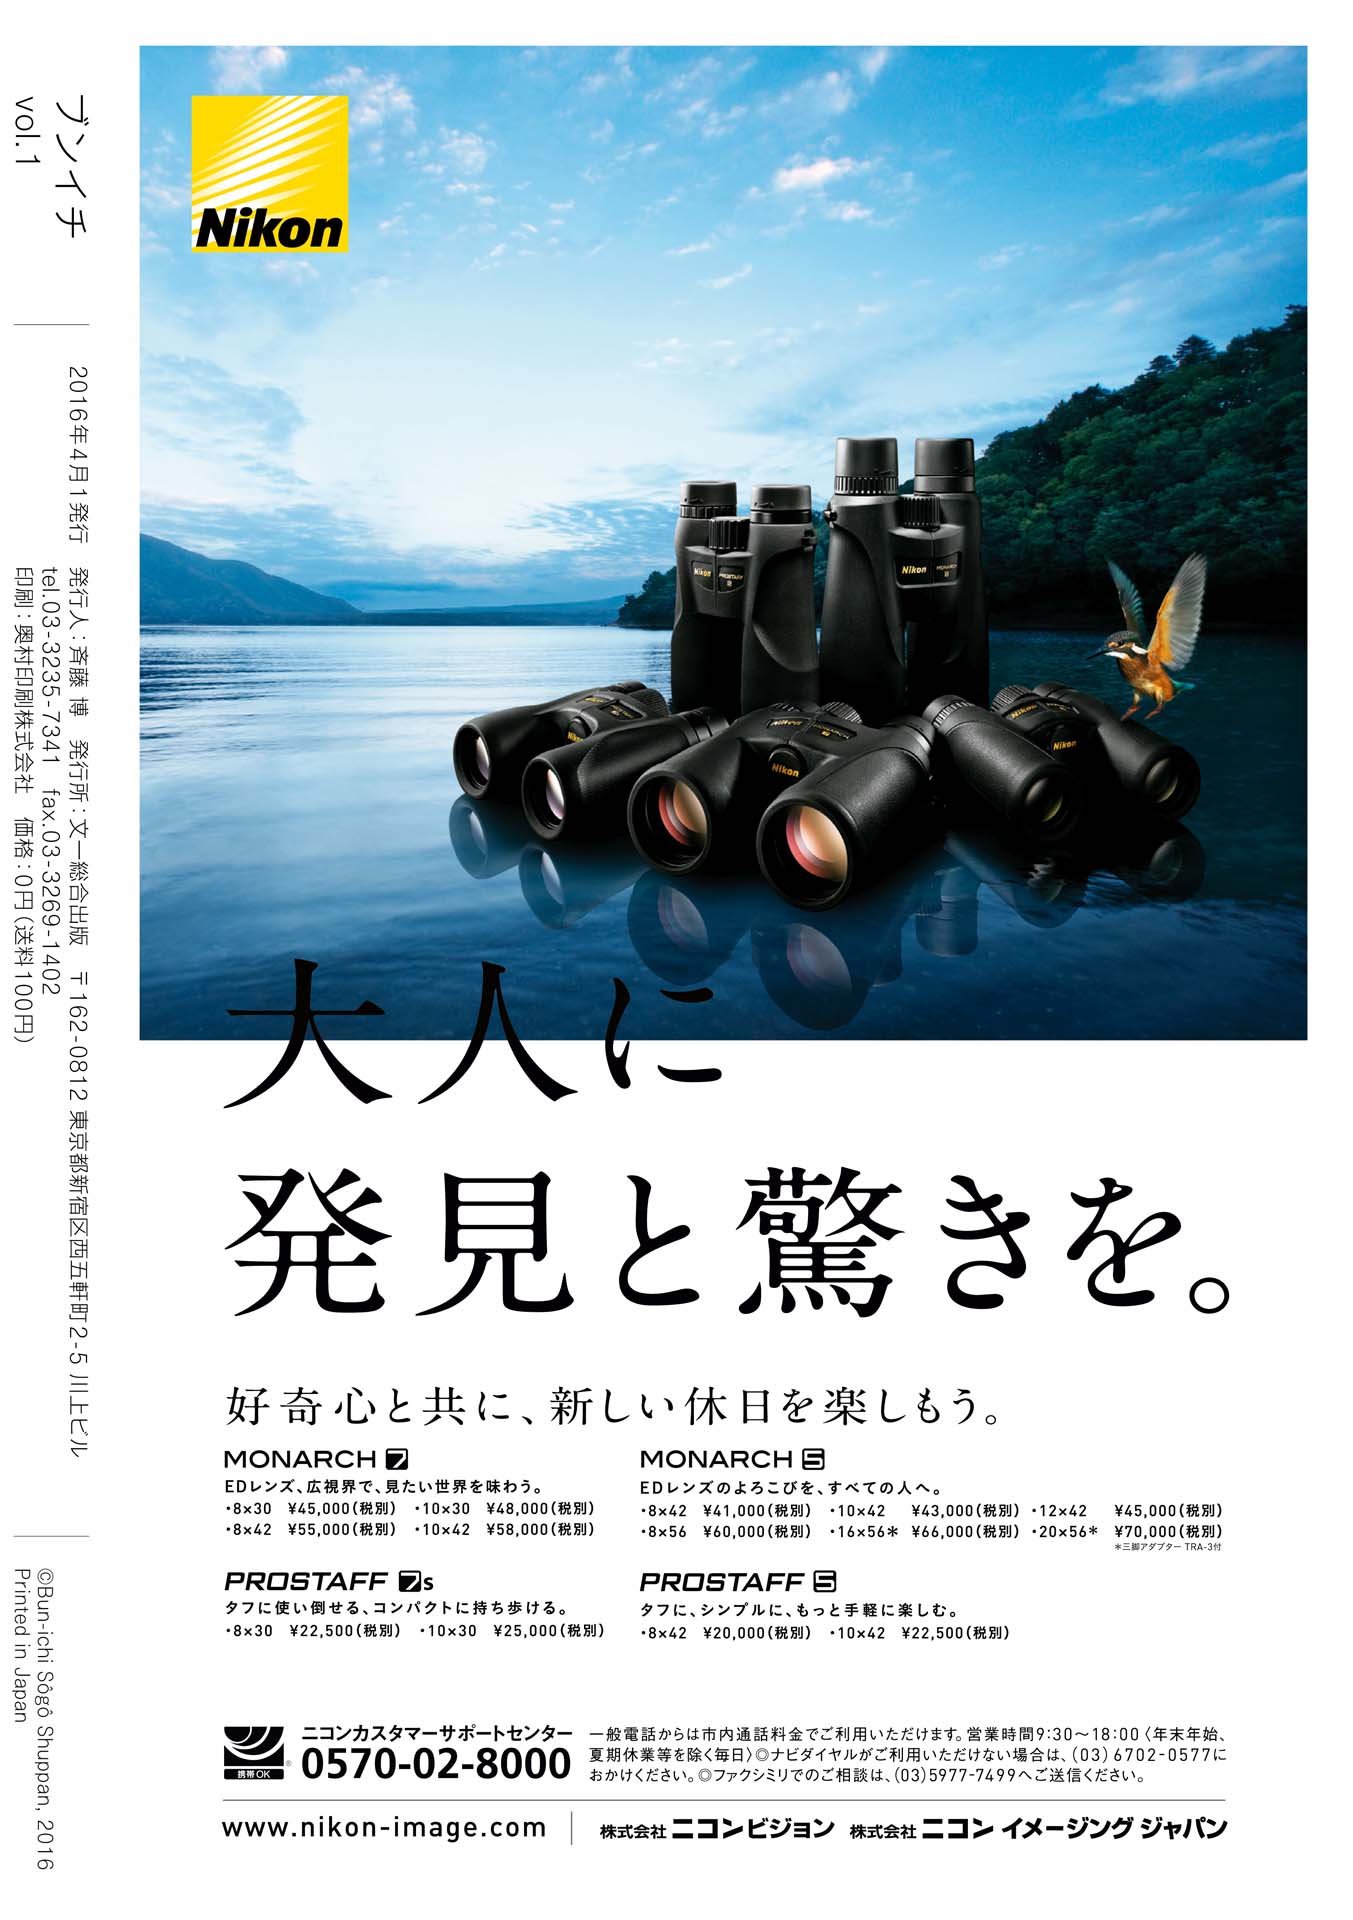 ブンイチ
vol.1
2016年4月1発行 発行人:斉藤 博 発行所:文一総合出版 〒162-0812 東京都新宿区西五軒町2-5 川上ビル
tel.03-3235-7341 fax.03-3269-1402
印刷:奥村印刷株式会社 価格:0円(送料100円)
©Bun-ichi Sôgô Shuppan, 2016
Printed in Japan
Nikon
Nikon PROSTAFF 5
Nikon MONARCH 5
Nikon
Nikon
Nikon
大人に
発見と驚きを。
好奇心と共に、新しい休日を楽しもう。
MONARCH 7
EDレンズ、広視界で、見たい世界を味わう。
・8×30 ¥45,000(税別) ・10×30 ¥48,000(税別)
・8×42 ¥55,000(税別) ・10×42 ¥58,000(税別)
MONARCH 5
EDレンズのよろこびを、すべての人へ。
・8×42 ¥41,000(税別) ・10×42 ¥43,000(税別) ・12×42 ¥45,000(税別)
・8×56 ¥60,000(税別) ・16×56＊ ¥66,000(税別) ・20×56＊ ¥70,000(税別)
＊三脚アダプター TRA-3付
PROSTAFF 7s
タフに使い倒せる、コンパクトに持ち歩ける。
・8×30 ¥22,500(税別) ・10×30 ¥25,000(税別)
PROSTAFF 5
タフに、シンプルに、もっと手軽に楽しむ。
・8×42 ¥20,000(税別) ・10×42 ¥22,500(税別)
携帯OK
ニコンカスタマーサポートセンター
0570-02-8000
一般電話からは市内通話料金でご利用いただけます。営業時間9:30〜18:00〈年末年始、
夏期休業等を除く毎日〉◎ナビダイヤルがご利用いただけない場合は、(03)6702-0577に
おかけください。◎ファクシミリでのご相談は、(03)5977-7499へご送信ください。
www.nikon-image.com
株式会社 ニコンビジョン 株式会社 ニコン イメージング ジャパン